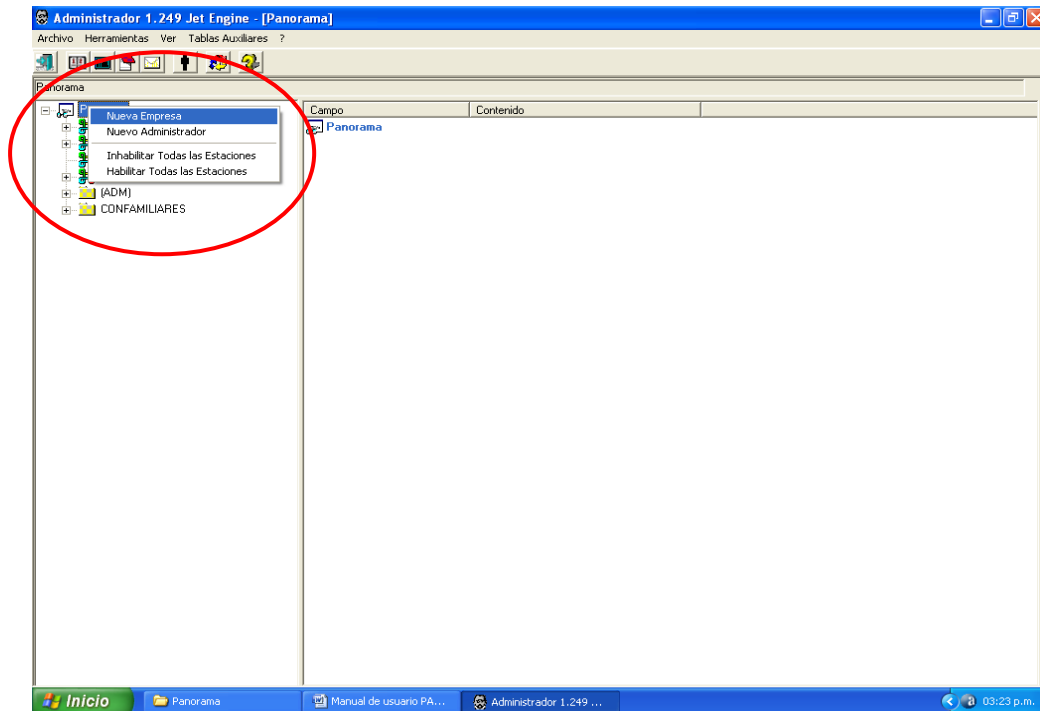 Administrador 1.249 Jet Engine - [Panorama]
Archivo Herramientas Ver Tablas Auxiliares ?
Panorama
Campo Contenido
Panorama
Nueva Empresa
Nuevo Administrador
Inhabilitar Todas las Estaciones
Habilitar Todas las Estaciones
(ADM)
CONFAMILIARES
Inicio Panorama Manual de usuario PA... Administrador 1.249 ... 03:23 p.m.